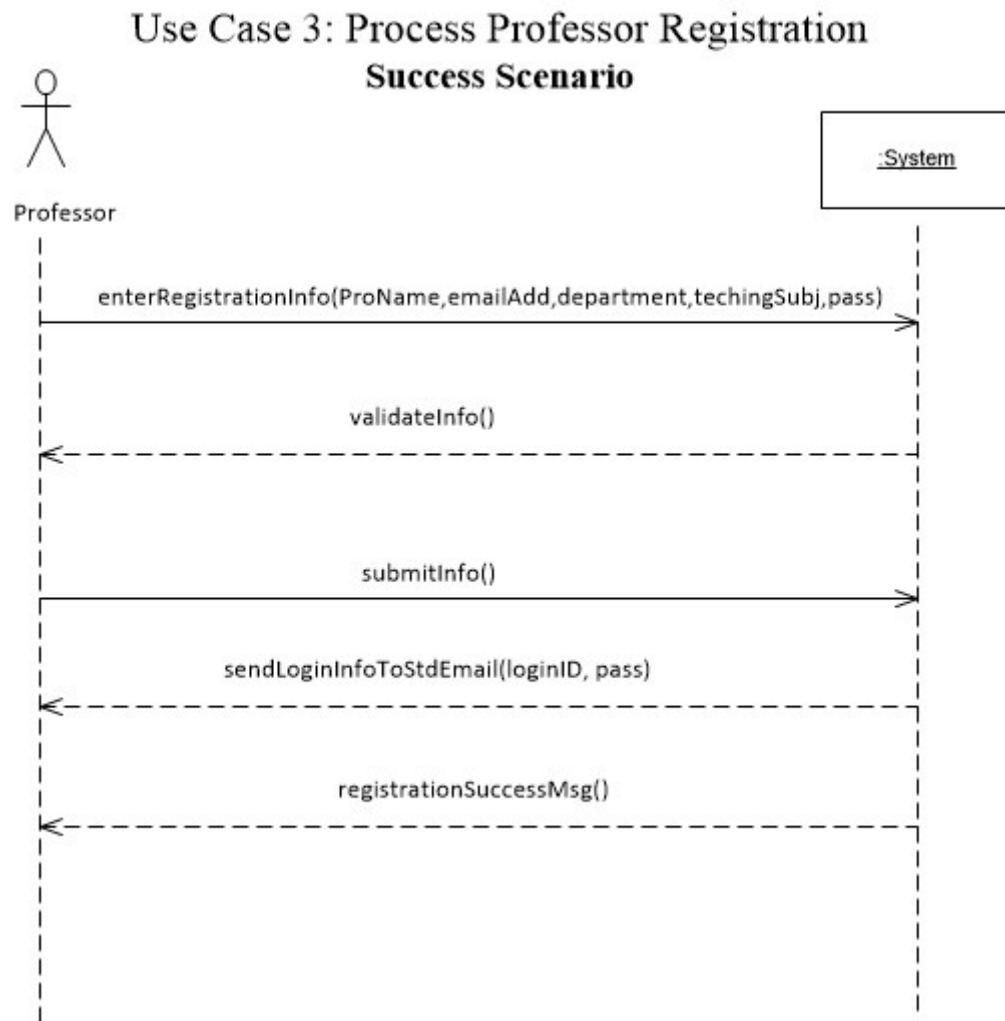 Use Case 3: Process Professor Registration
Success Scenario
:System
Professor
enterRegistrationInfo(ProName,emailAdd,department,techingSubj,pass)
validateInfo()
submitInfo()
sendLoginInfoToStdEmail(loginID, pass)
registrationSuccessMsg()